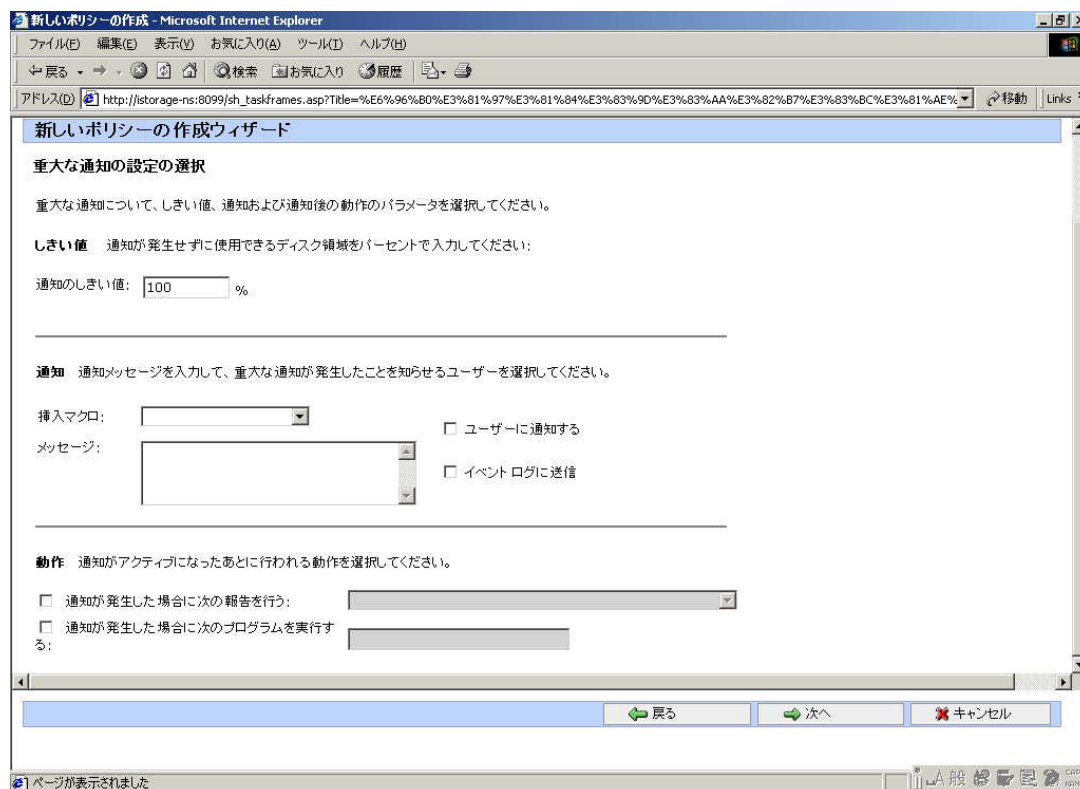 新しいポリシーの作成 - Microsoft Internet Explorer
ファイル(F) 編集(E) 表示(V) お気に入り(A) ツール(T) ヘルプ(H)
戻る 検索 お気に入り 履歴
アドレス(D) http://istorage-ns:8099/sh_taskframes.asp?Title=%E6%96%B0%E3%81%97%E3%81%84%E3%83%9D%E3%83%AA%E3%82%B7%E3%83%BC%E3%81%AE% 移動 Links
新しいポリシーの作成ウィザード
重大な通知の設定の選択
重大な通知について、しきい値、通知および通知後の動作のパラメータを選択してください。
しきい値 通知が発生せずに使用できるディスク領域をパーセントで入力してください:
通知のしきい値: 100 %
通知 通知メッセージを入力して、重大な通知が発生したことを知らせるユーザーを選択してください。
挿入マクロ:
ユーザーに通知する
メッセージ:
イベント ログに送信
動作 通知がアクティブになったあとに行われる動作を選択してください。
通知が発生した場合に次の報告を行う:
通知が発生した場合に次のプログラムを実行す
る:
戻る 次へ キャンセル
ページが表示されました
A 般